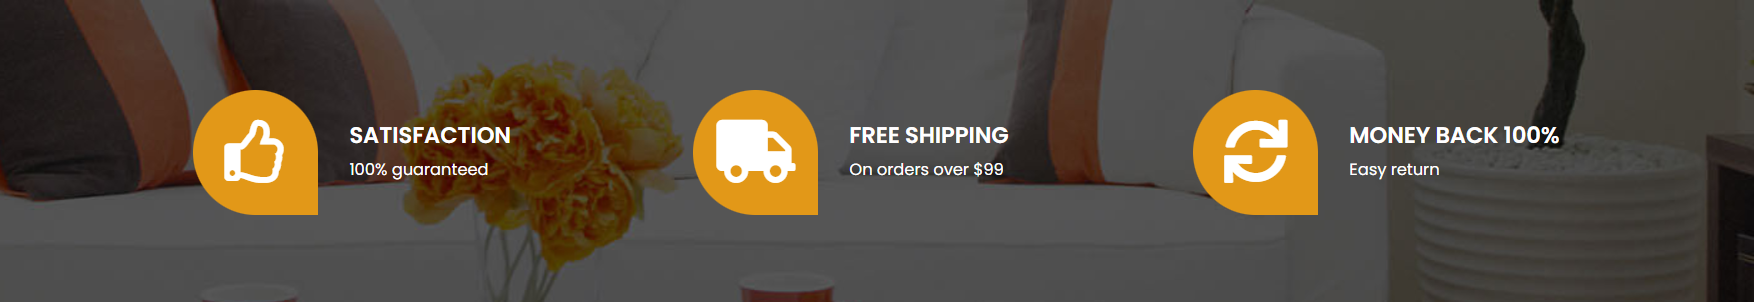 SATISFACTION
100% guaranteed
FREE SHIPPING
On orders over $99
MONEY BACK 100%
Easy return